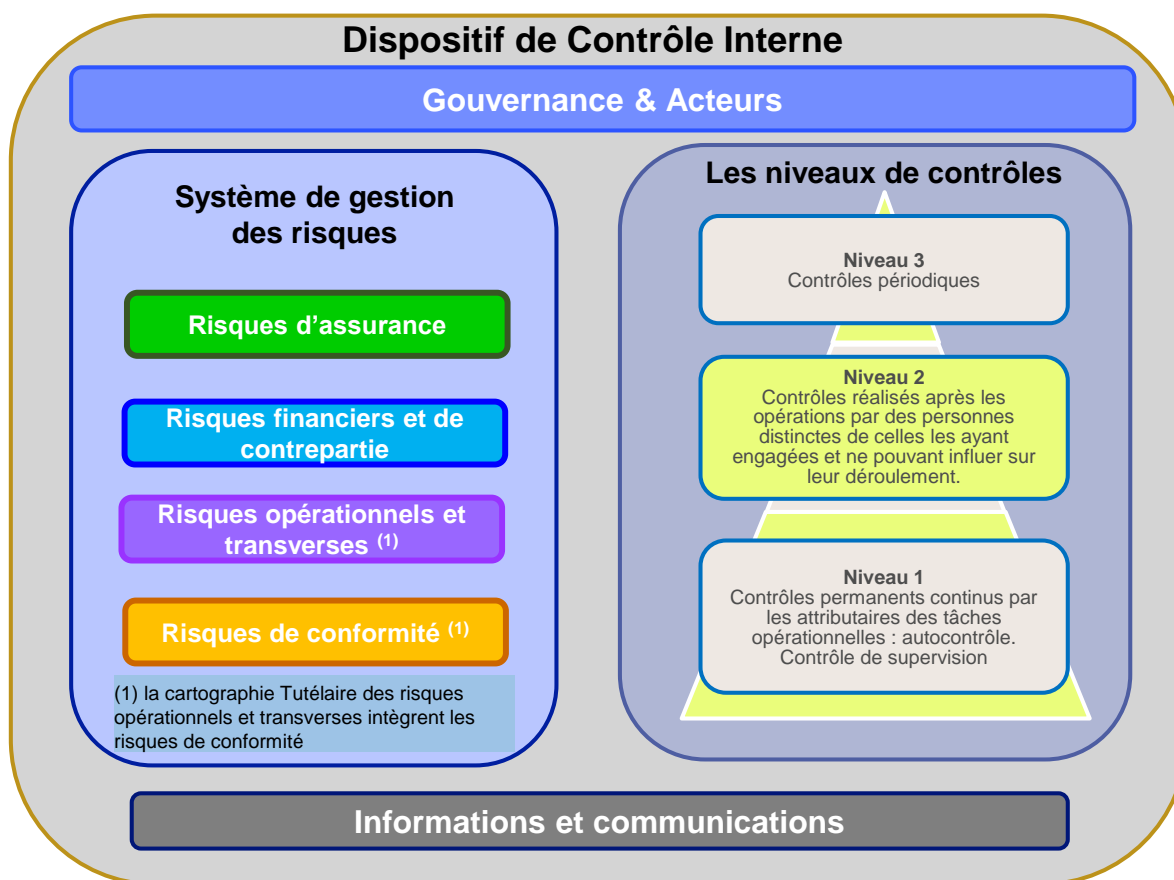 Dispositif de Contrôle Interne
Gouvernance & Acteurs
Système de gestion
des risques
Risques d'assurance
Risques financiers et de
contrepartie
Risques opérationnels et
transverses (1)
Risques de conformité (1)
(1) la cartographie Tutélaire des risques
opérationnels et transverses intègrent les
risques de conformité
Les niveaux de contrôles
Niveau 3
Contrôles périodiques
Niveau 2
Contrôles réalisés après les
opérations par des personnes
distinctes de celles les ayant
engagées et ne pouvant influer sur
leur déroulement.
Niveau 1
Contrôles permanents continus par
les attributaires des tâches
opérationnelles : autocontrôle.
Contrôle de supervision
Informations et communications